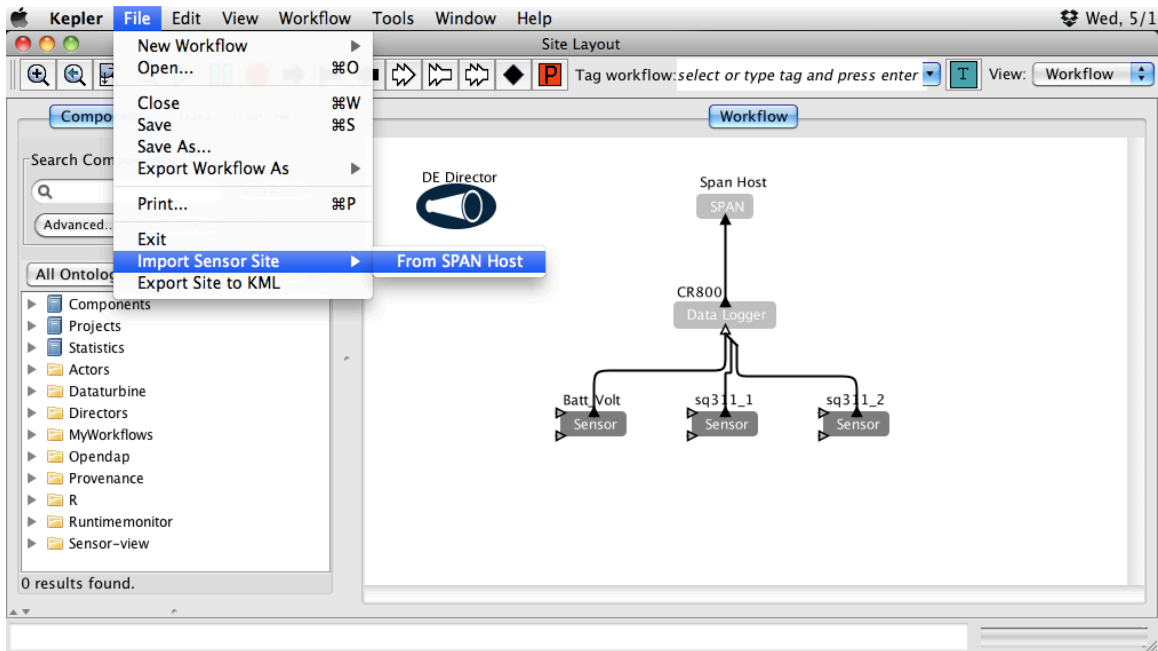 Kepler File Edit View Workflow Tools Window Help Wed, 5/1
Site Layout
New Workflow
Open... ⌘O
Close ⌘W
Save ⌘S
Save As...
Export Workflow As
Print... ⌘P
Exit
Import Sensor Site
From SPAN Host
Export Site to KML
P Tag workflow: select or type tag and press enter T View: Workflow
Compo
Workflow
Search Com
Advanced..
All Ontolog
Components
Projects
Statistics
Actors
Dataturbine
Directors
MyWorkflows
Opendap
Provenance
R
Runtimemonitor
Sensor-view
0 results found.
DE Director
Span Host
SPAN
CR800
Data Logger
Batt_Volt sq311_1 sq311_2
Sensor Sensor Sensor